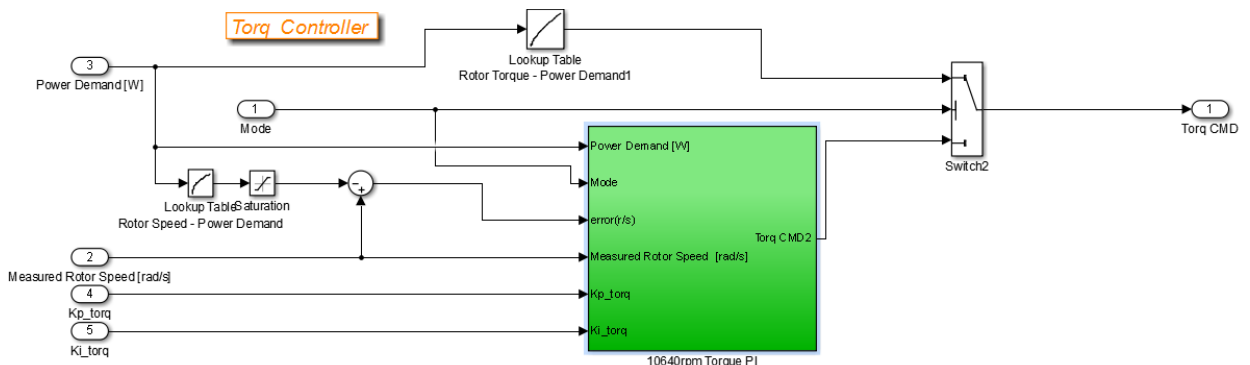 Torq Controller
3
Power Demand [W]
Lookup Table
Rotor Torque - Power Demand1
1
Mode
1
Torq CMD
Switch2
Power Demand [W]
Mode
error(r/s)
Torq CMD2
Measured Rotor Speed [rad/s]
Kp_torq
Ki_torq
Lookup Table
Saturation
Rotor Speed - Power Demand
2
Measured Rotor Speed [rad/s]
4
Kp_torq
5
Ki_torq
10640rpm Torque PI